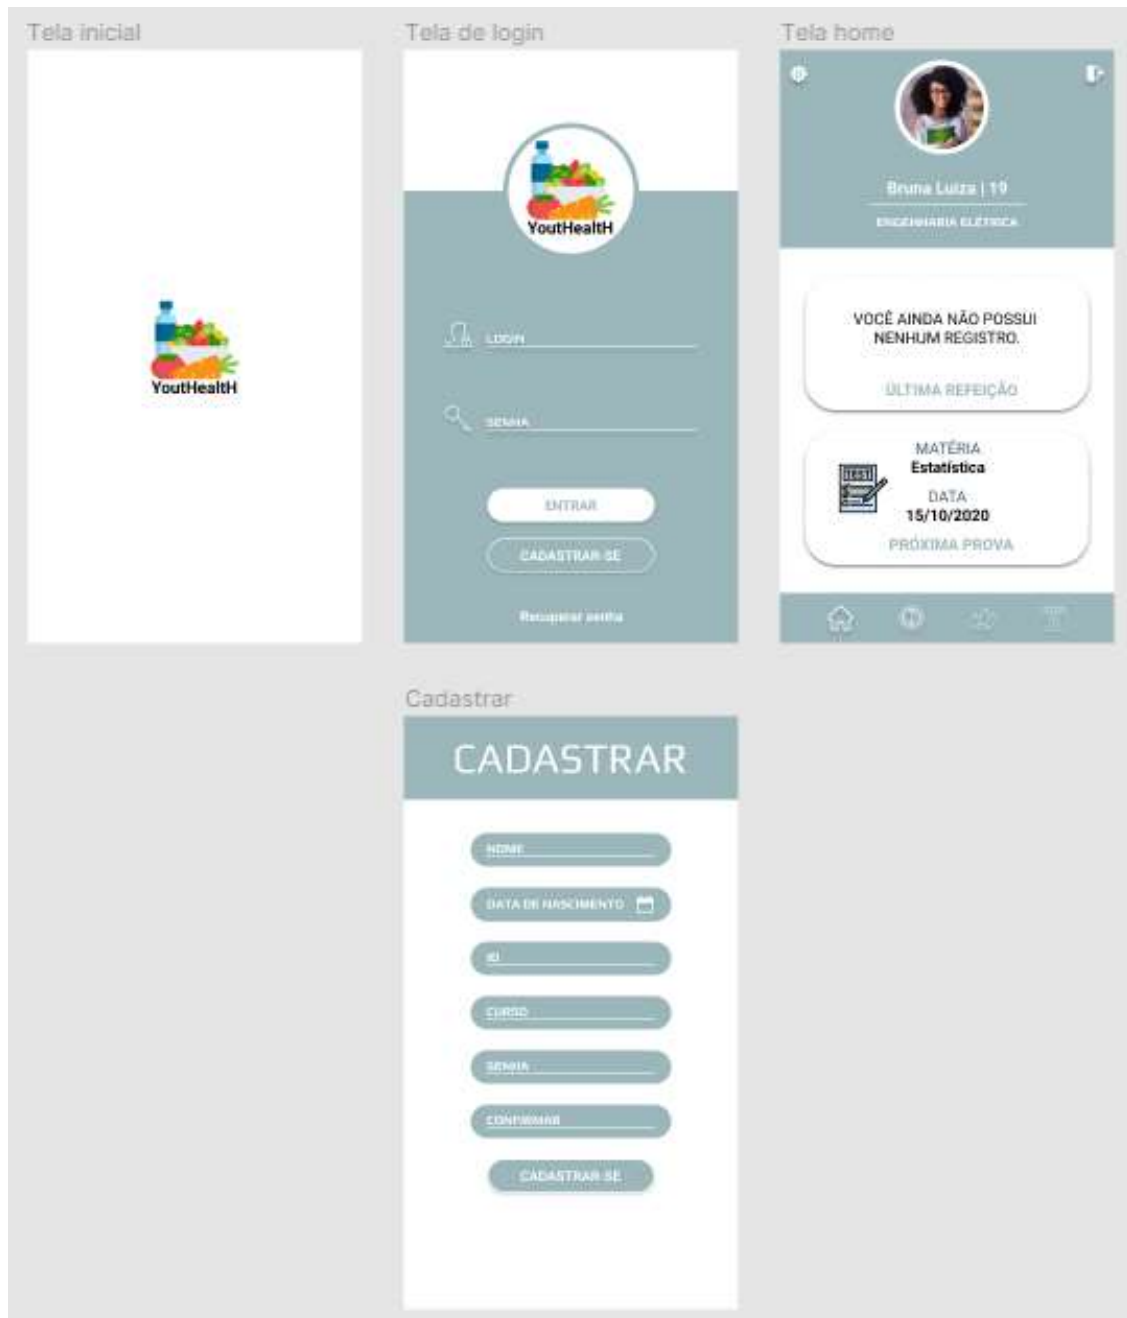 Tela inicial
YoutHealtH
Tela de login
YoutHealtH
LOGIN
SENHA
ENTRAR
CADASTRAR-SE
Recuperar senha
Tela home
Bruna Luiza | 19
ENGENHARIA ELÉTRICA
VOCÊ AINDA NÃO POSSUI
NENHUM REGISTRO.
ÚLTIMA REFEIÇÃO
MATÉRIA
Estatística
DATA
15/10/2020
PRÓXIMA PROVA
Cadastrar
CADASTRAR
NOME
DATA DE NASCIMENTO
ID
CURSO
SENHA
CONFIRMAR
CADASTRAR-SE